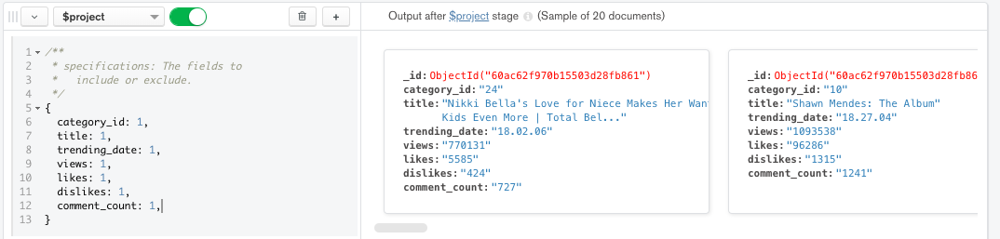 $project
Output after $project stage (Sample of 20 documents)
1 /**
2 * specifications: The fields to
3 *   include or exclude.
4 */
5 {
6 category_id: 1,
7 title: 1,
8 trending_date: 1,
9 views: 1,
10 likes: 1,
11 dislikes: 1,
12 comment_count: 1,
13 }
_id: ObjectId("60ac62f970b15503d28fb861")
category_id: "24"
title: "Nikki Bella's Love for Niece Makes Her Wan
Kids Even More | Total Bel..."
trending_date: "18.02.06"
views: "770131"
likes: "5585"
dislikes: "424"
comment_count: "727"
_id: ObjectId("60ac62f970b15503d28fb86
category_id: "10"
title: "Shawn Mendes: The Album"
trending_date: "18.27.04"
views: "1093538"
likes: "96286"
dislikes: "1315"
comment_count: "1241"